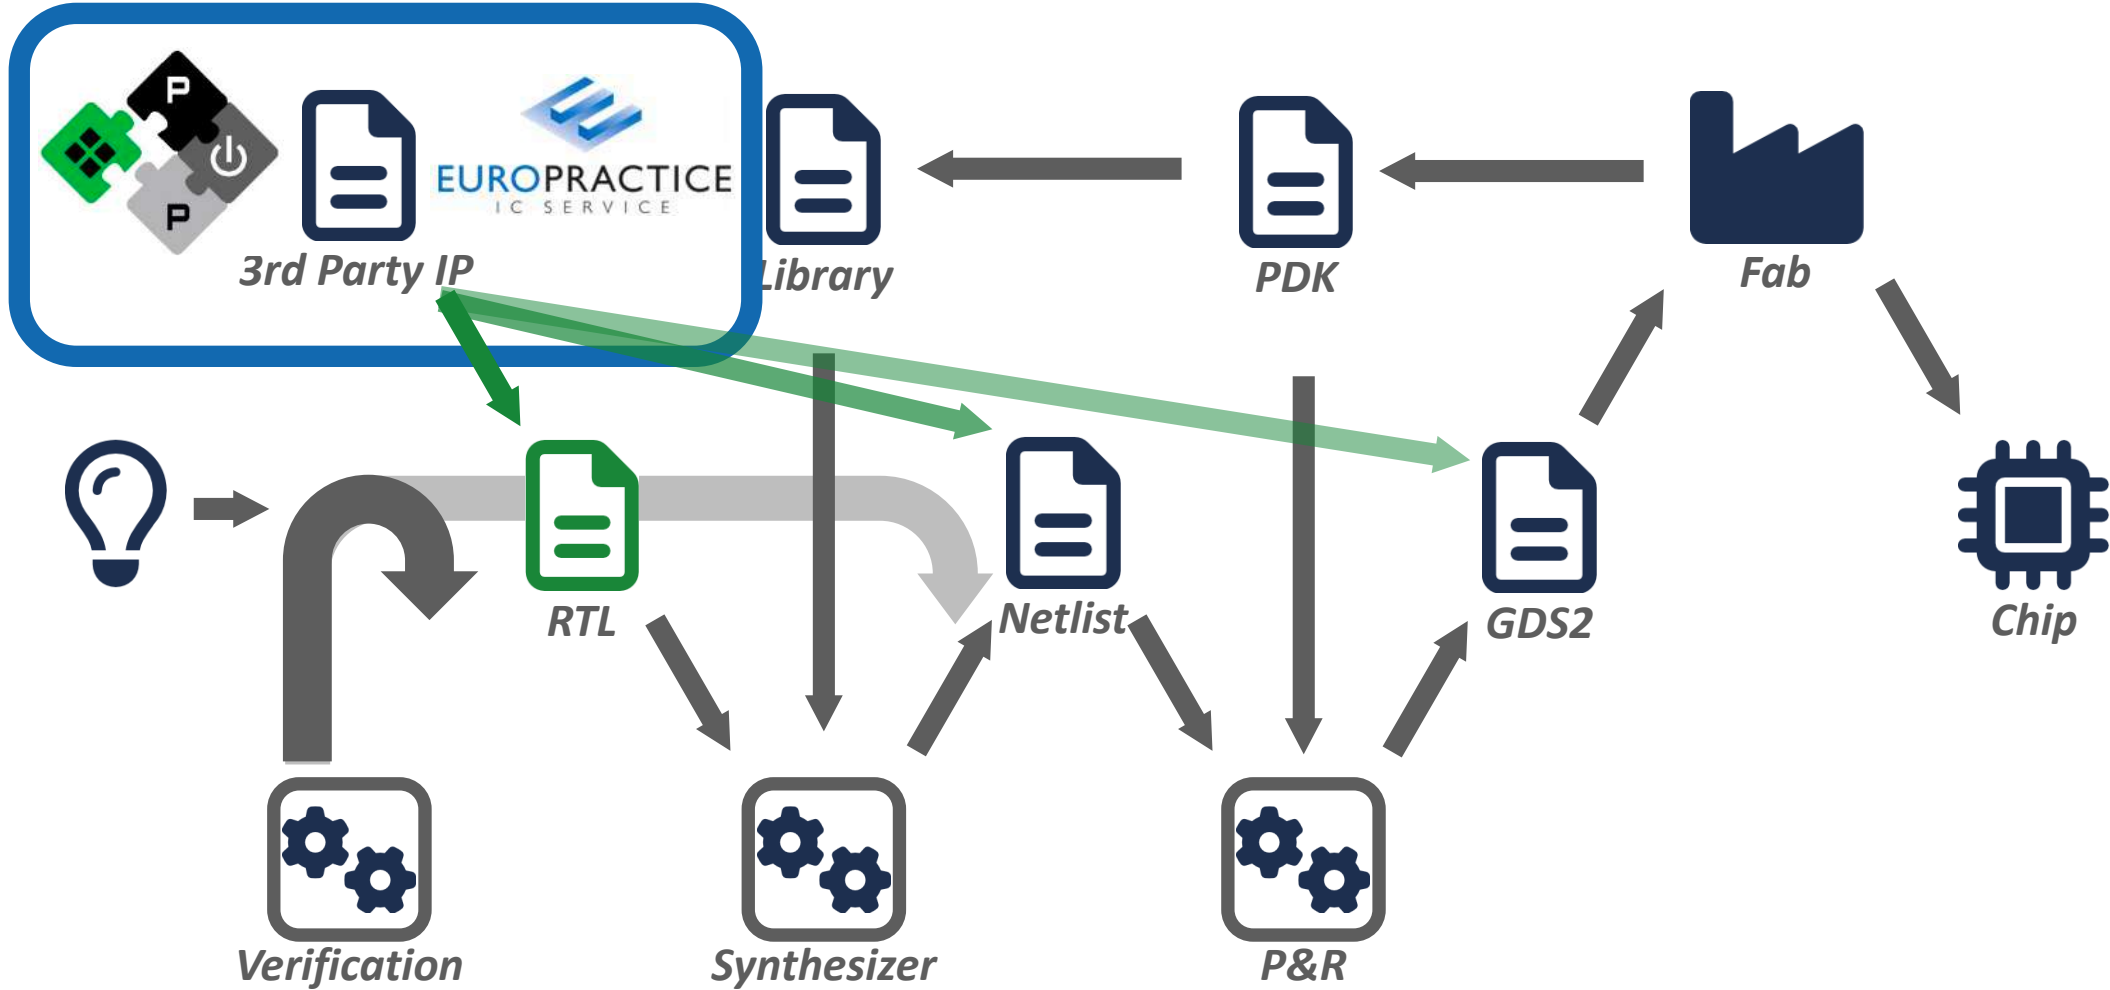 P
P
EUROPRACTICE
IC SERVICE
3rd Party IP
Library
PDK
Fab
RTL
Netlist
GDS2
Chip
Verification
Synthesizer
P&R